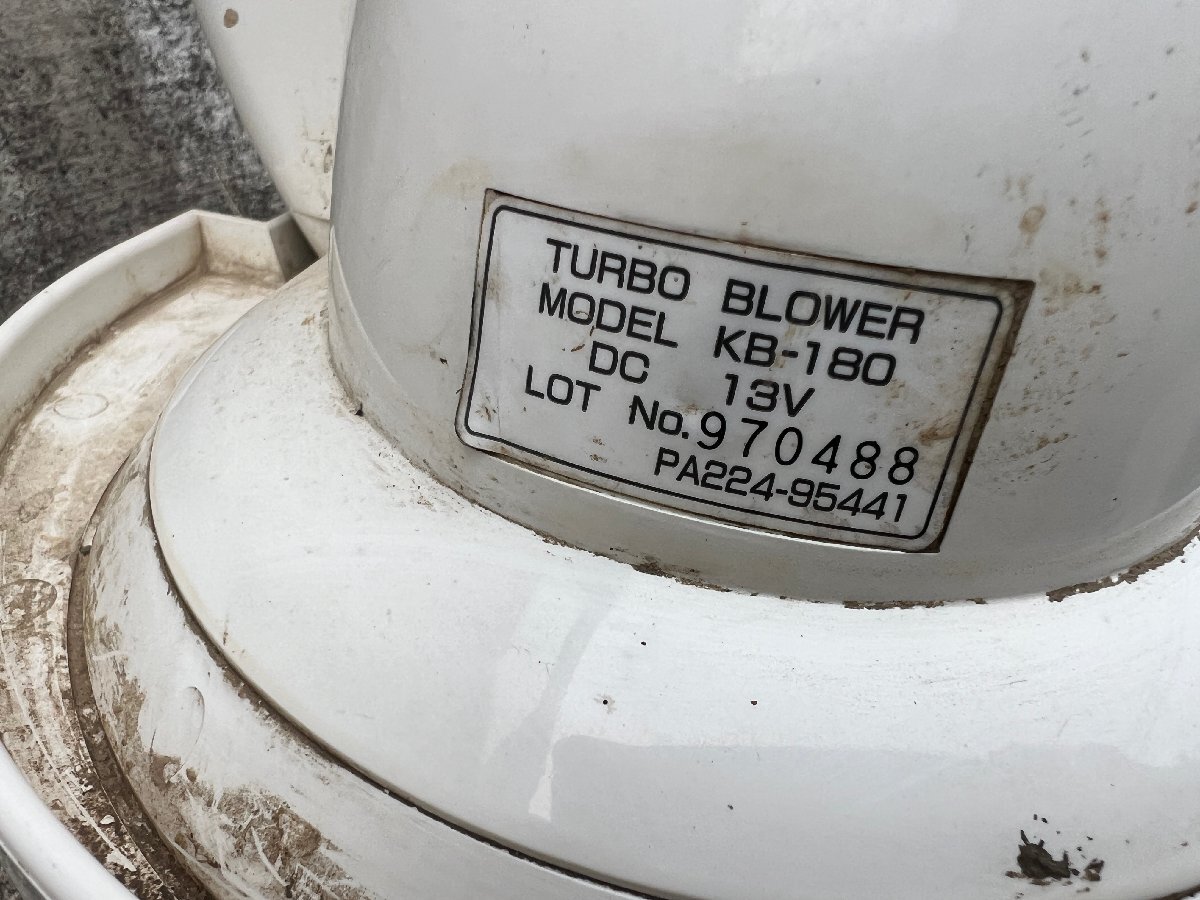 TURBO BLOWER
MODEL KB-180
DC 13V
LOT No. 970488
PA224-95441